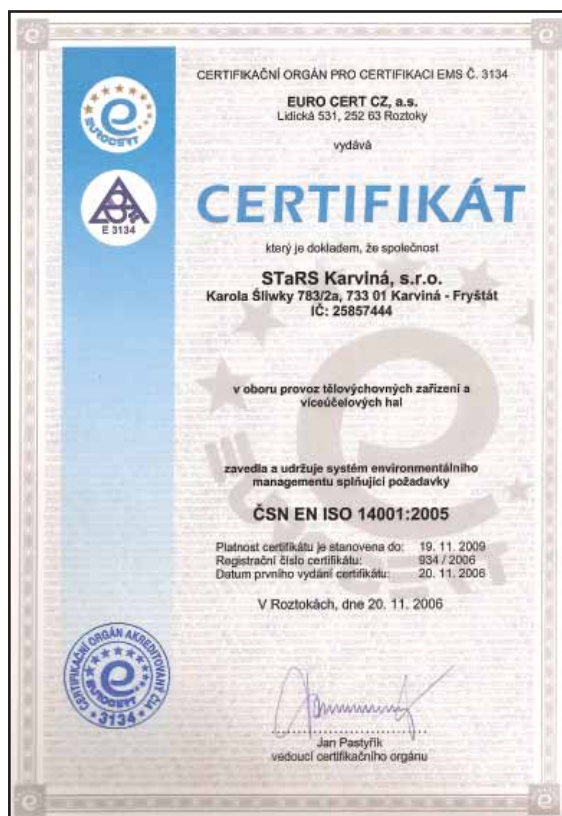 CERTIFIKAČNÍ ORGÁN PRO CERTIFIKACI EMS Č. 3134
EURO CERT CZ, a.s.
Lidická 531, 252 63 Roztoky
vydává
CERTIFIKÁT
který je dokladem, že společnost
STaRS Karviná, s.r.o.
Karola Śliwky 783/2a, 733 01 Karviná - Fryštát
IČ: 25857444
v oboru provoz tělovýchovných zařízení a
víceúčelových hal
zavedla a udržuje systém environmentálního
managementu splňující požadavky
ČSN EN ISO 14001:2005
Platnost certifikátu je stanovena do: 19. 11. 2009
Registrační číslo certifikátu: 934 / 2006
Datum prvního vydání certifikátu: 20. 11. 2006
V Roztokách, dne 20. 11. 2006
Jan Pastyřík
vedoucí certifikačního orgánu
EUROCERT
E 3134
CERTIFIKAČNÍ ORGÁN AKREDITOVANÝ ČIA
EUROCERT
3134